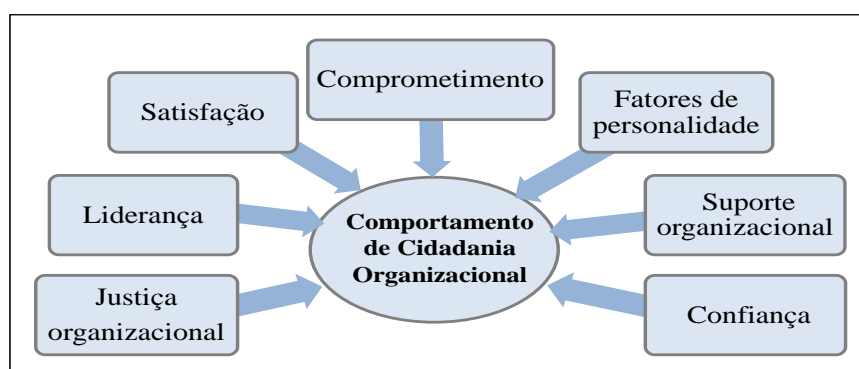 Comprometimento
Satisfação
Fatores de
personalidade
Liderança
Suporte
organizacional
Comportamento
de Cidadania
Organizacional
Justiça
organizacional
Confiança